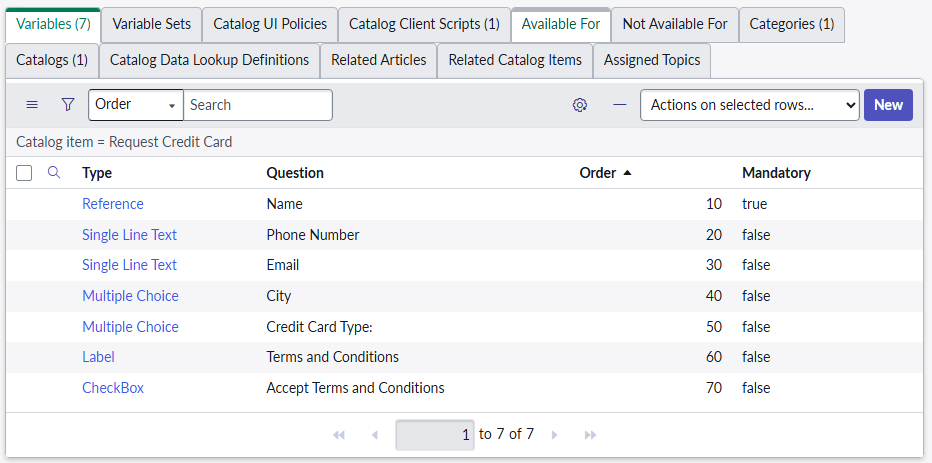 Variables (7) Variable Sets Catalog UI Policies Catalog Client Scripts (1) Available For Not Available For Categories (1)
Catalogs (1) Catalog Data Lookup Definitions Related Articles Related Catalog Items Assigned Topics
Order Search Actions on selected rows... New
Catalog item = Request Credit Card
Type Question Order Mandatory
Reference Name 10 true
Single Line Text Phone Number 20 false
Single Line Text Email 30 false
Multiple Choice City 40 false
Multiple Choice Credit Card Type: 50 false
Label Terms and Conditions 60 false
CheckBox Accept Terms and Conditions 70 false
1 to 7 of 7